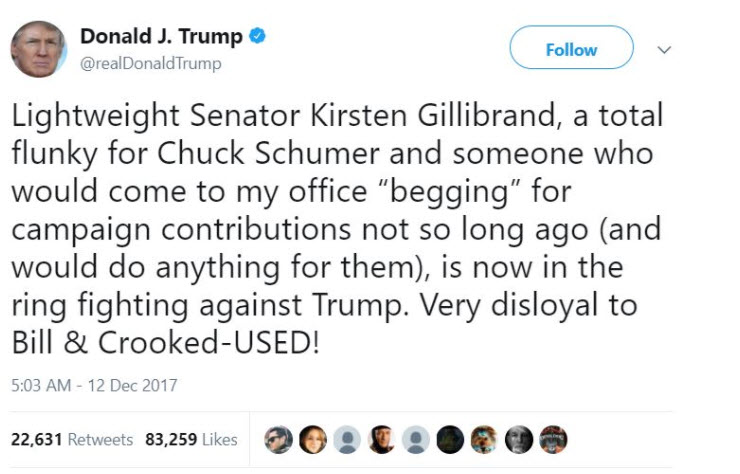 Donald J. Trump
@realDonaldTrump
Follow
Lightweight Senator Kirsten Gillibrand, a total
flunky for Chuck Schumer and someone who
would come to my office “begging” for
campaign contributions not so long ago (and
would do anything for them), is now in the
ring fighting against Trump. Very disloyal to
Bill & Crooked-USED!
5:03 AM - 12 Dec 2017
22,631 Retweets 83,259 Likes